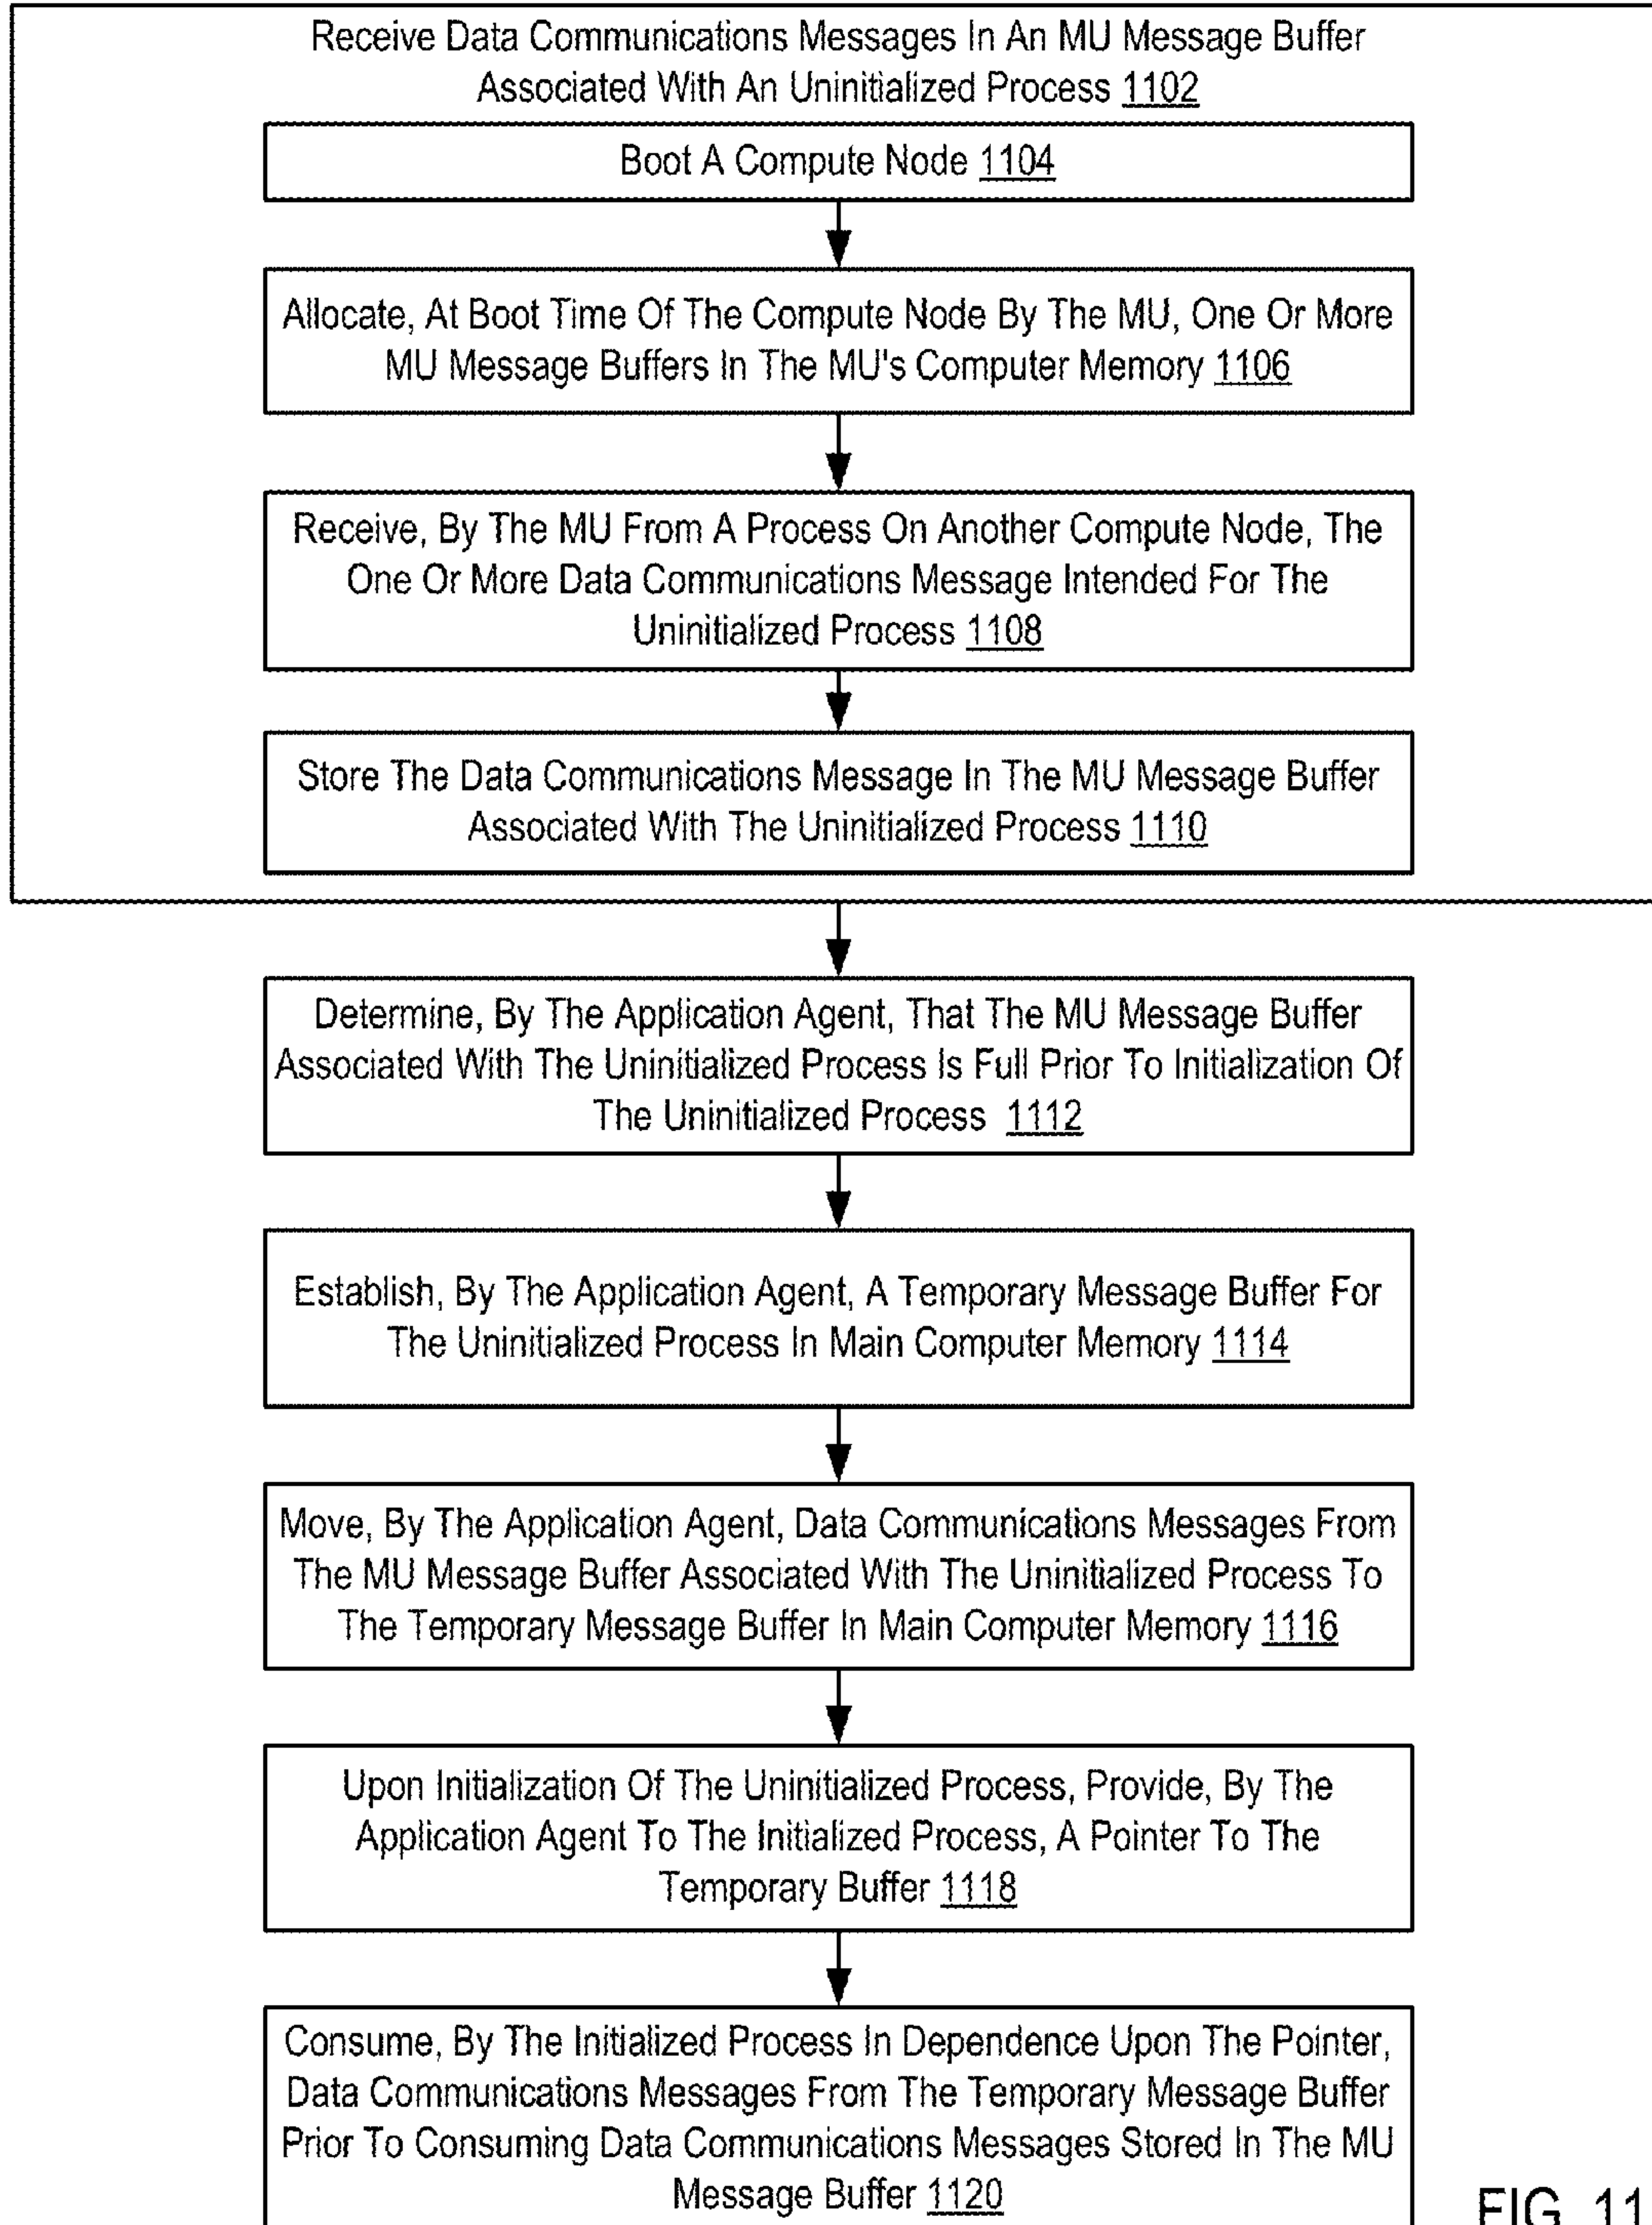 Receive Data Communications Messages In An MU Message Buffer
Associated With An Uninitialized Process 1102
Boot A Compute Node 1104
Allocate, At Boot Time Of The Compute Node By The MU, One Or More
MU Message Buffers In The MU's Computer Memory 1106
Receive, By The MU From A Process On Another Compute Node, The
One Or More Data Communications Message Intended For The
Uninitialized Process 1108
Store The Data Communications Message In The MU Message Buffer
Associated With The Uninitialized Process 1110
Determine, By The Application Agent, That The MU Message Buffer
Associated With The Uninitialized Process Is Full Prior To Initialization Of
The Uninitialized Process 1112
Establish, By The Application Agent, A Temporary Message Buffer For
The Uninitialized Process In Main Computer Memory 1114
Move, By The Application Agent, Data Communications Messages From
The MU Message Buffer Associated With The Uninitialized Process To
The Temporary Message Buffer In Main Computer Memory 1116
Upon Initialization Of The Uninitialized Process, Provide, By The
Application Agent To The Initialized Process, A Pointer To The
Temporary Buffer 1118
Consume, By The Initialized Process In Dependence Upon The Pointer,
Data Communications Messages From The Temporary Message Buffer
Prior To Consuming Data Communications Messages Stored In The MU
Message Buffer 1120
FIG. 11